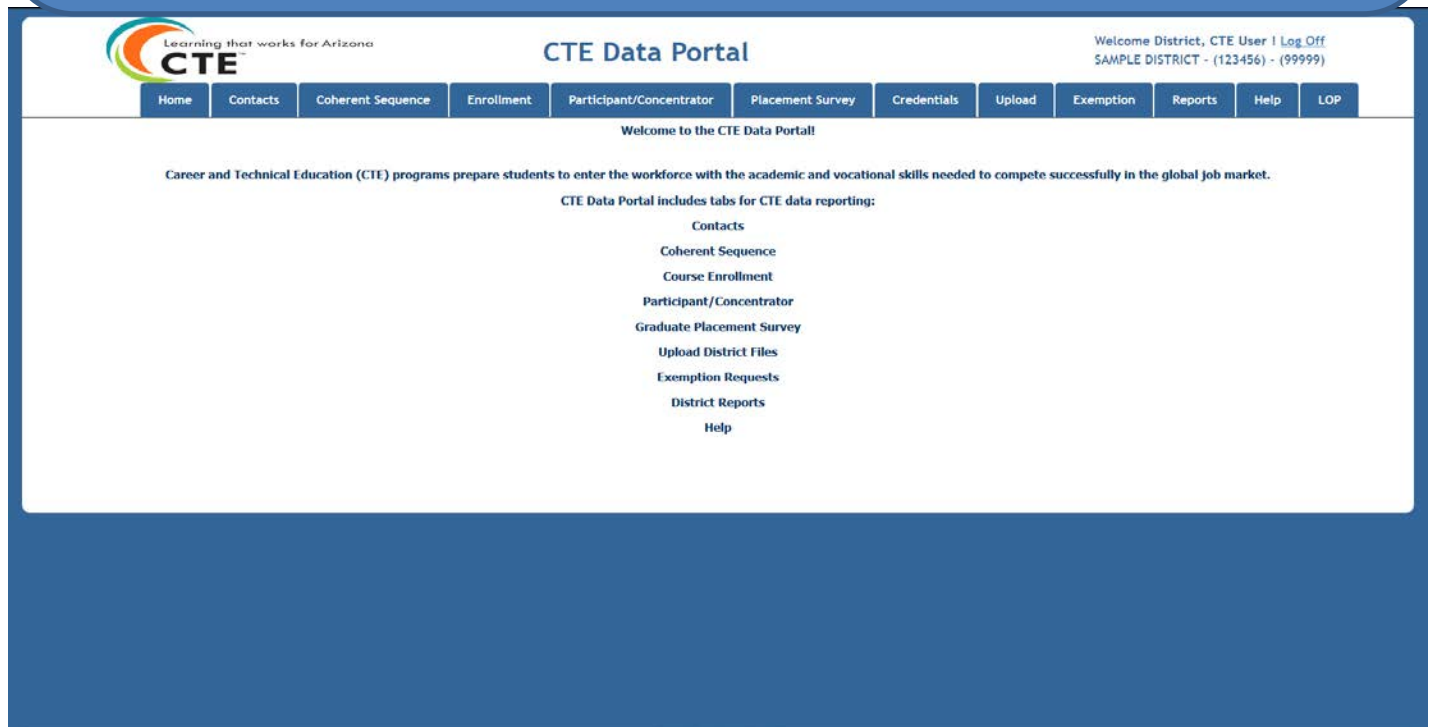 Learning that works for Arizona
CTE™
CTE Data Portal
Welcome District, CTE User ! Log Off
SAMPLE DISTRICT - (123456) - (99999)
Home Contacts Coherent Sequence Enrollment Participant/Concentrator Placement Survey Credentials Upload Exemption Reports Help LOP
Welcome to the CTE Data Portal!
Career and Technical Education (CTE) programs prepare students to enter the workforce with the academic and vocational skills needed to compete successfully in the global job market.
CTE Data Portal includes tabs for CTE data reporting:
Contacts
Coherent Sequence
Course Enrollment
Participant/Concentrator
Graduate Placement Survey
Upload District Files
Exemption Requests
District Reports
Help